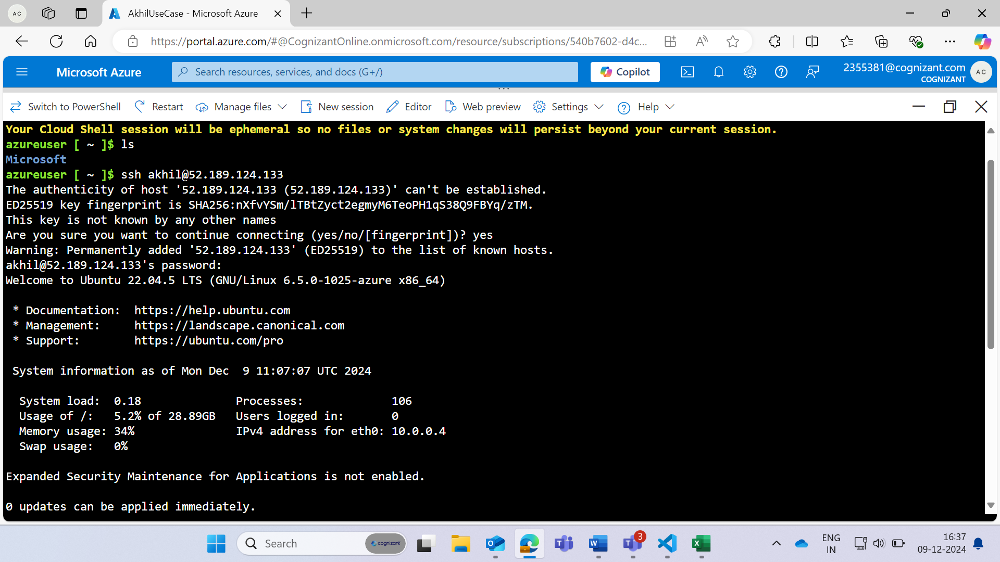 AC
AkhilUseCase - Microsoft Azure
https://portal.azure.com/#@CognizantOnline.onmicrosoft.com/resource/subscriptions/540b7602-d4c...
Microsoft Azure
Search resources, services, and docs (G+/)
Copilot
2355381@cognizant.com
COGNIZANT
AC
Switch to PowerShell Restart Manage files New session Editor Web preview Settings Help
Your Cloud Shell session will be ephemeral so no files or system changes will persist beyond your current session.
azureuser [ ~ ]$ ls
Microsoft
azureuser [ ~ ]$ ssh akhil@52.189.124.133
The authenticity of host '52.189.124.133 (52.189.124.133)' can't be established.
ED25519 key fingerprint is SHA256:nXfvYSm/lTBtZyct2egmyM6TeoPH1qS38Q9FBYq/zTM.
This key is not known by any other names
Are you sure you want to continue connecting (yes/no/[fingerprint])? yes
Warning: Permanently added '52.189.124.133' (ED25519) to the list of known hosts.
akhil@52.189.124.133's password:
Welcome to Ubuntu 22.04.5 LTS (GNU/Linux 6.5.0-1025-azure x86_64)
* Documentation: https://help.ubuntu.com
* Management: https://landscape.canonical.com
* Support: https://ubuntu.com/pro
System information as of Mon Dec 9 11:07:07 UTC 2024
System load: 0.18 Processes: 106
Usage of /: 5.2% of 28.89GB Users logged in: 0
Memory usage: 34% IPv4 address for eth0: 10.0.0.4
Swap usage: 0%
Expanded Security Maintenance for Applications is not enabled.
0 updates can be applied immediately.
Search
cognizant
3
ENG
IN
16:37
09-12-2024